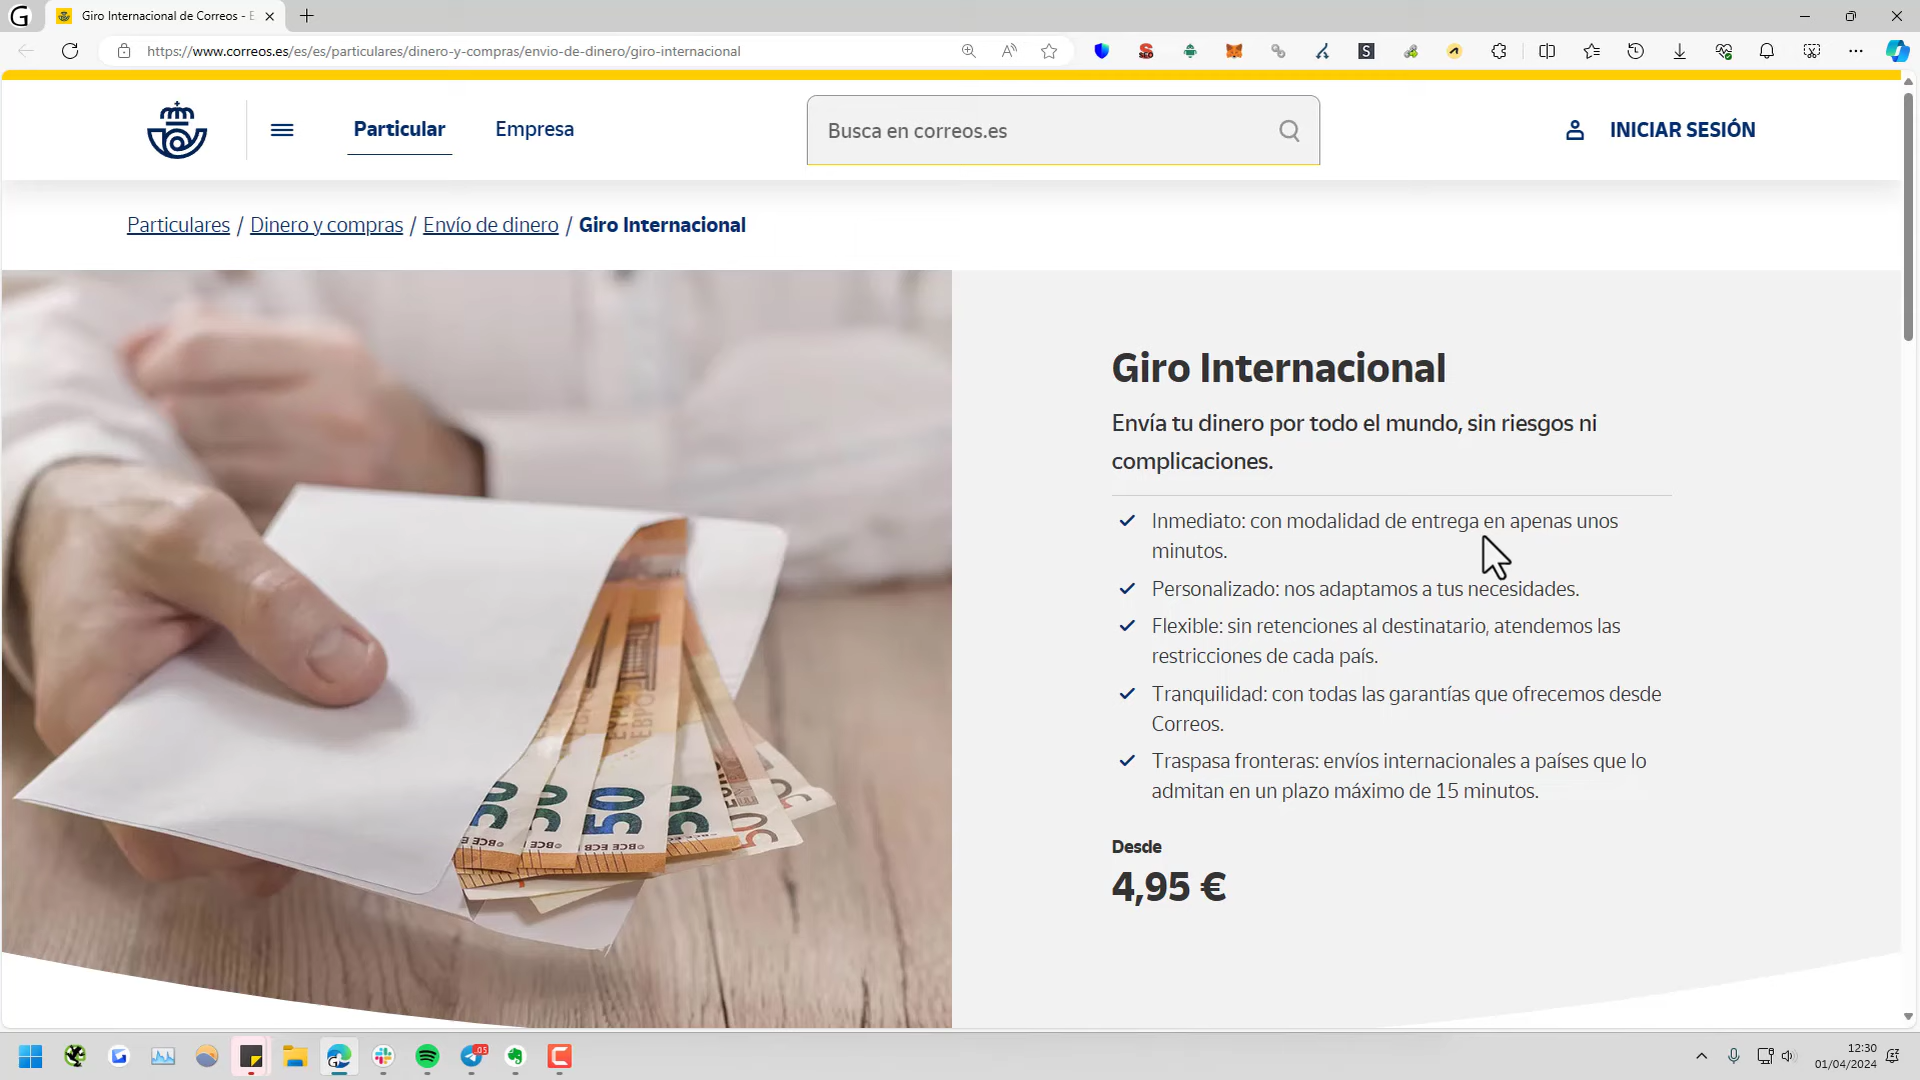 Giro Internacional de Correos - E
https://www.correos.es/es/es/particulares/dinero-y-compras/envio-de-dinero/giro-internacional
Particular
Empresa
Busca en correos.es
INICIAR SESIÓN
Particulares / Dinero y compras / Envío de dinero / Giro Internacional
Giro Internacional
Envía tu dinero por todo el mundo, sin riesgos ni
complicaciones.
Inmediato: con modalidad de entrega en apenas unos
minutos.
Personalizado: nos adaptamos a tus necesidades.
Flexible: sin retenciones al destinatario, atendemos las
restricciones de cada país.
Tranquilidad: con todas las garantías que ofrecemos desde
Correos.
Traspasa fronteras: envíos internacionales a países que lo
admitan en un plazo máximo de 15 minutos.
Desde
4,95 €
50
50
50
50
50
BCE ECB
12:30
01/04/2024